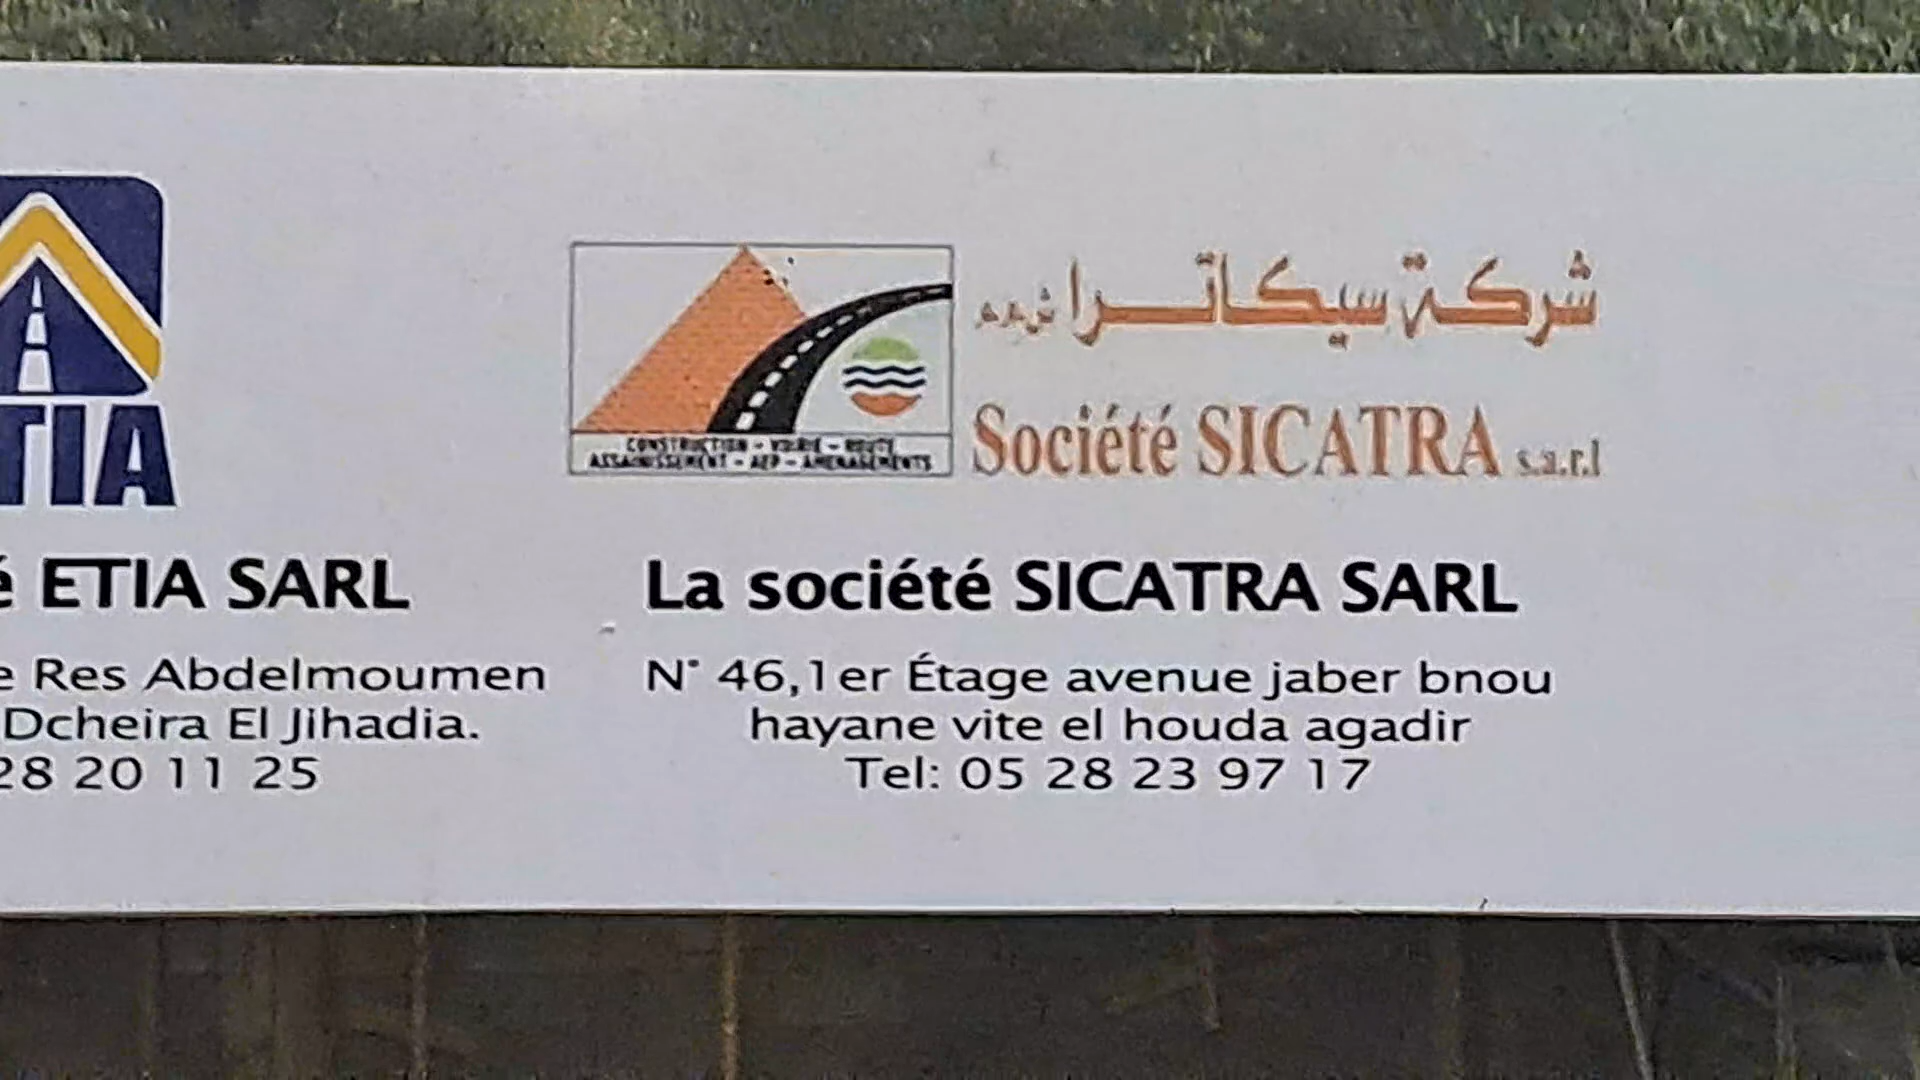 TIA
ETIA SARL
Res Abdelmoumen
Dcheira El Jihadia.
28 20 11 25
CONSTRUCTION - VOIRIE - ROUTE
ASSAINISSEMENT - AEP - AMENAGEMENTS
شركة سيكاترا ش.م.م
Société SICATRA s.a.r.l
La société SICATRA SARL
N° 46,1er Étage avenue jaber bnou
hayane vite el houda agadir
Tel: 05 28 23 97 17